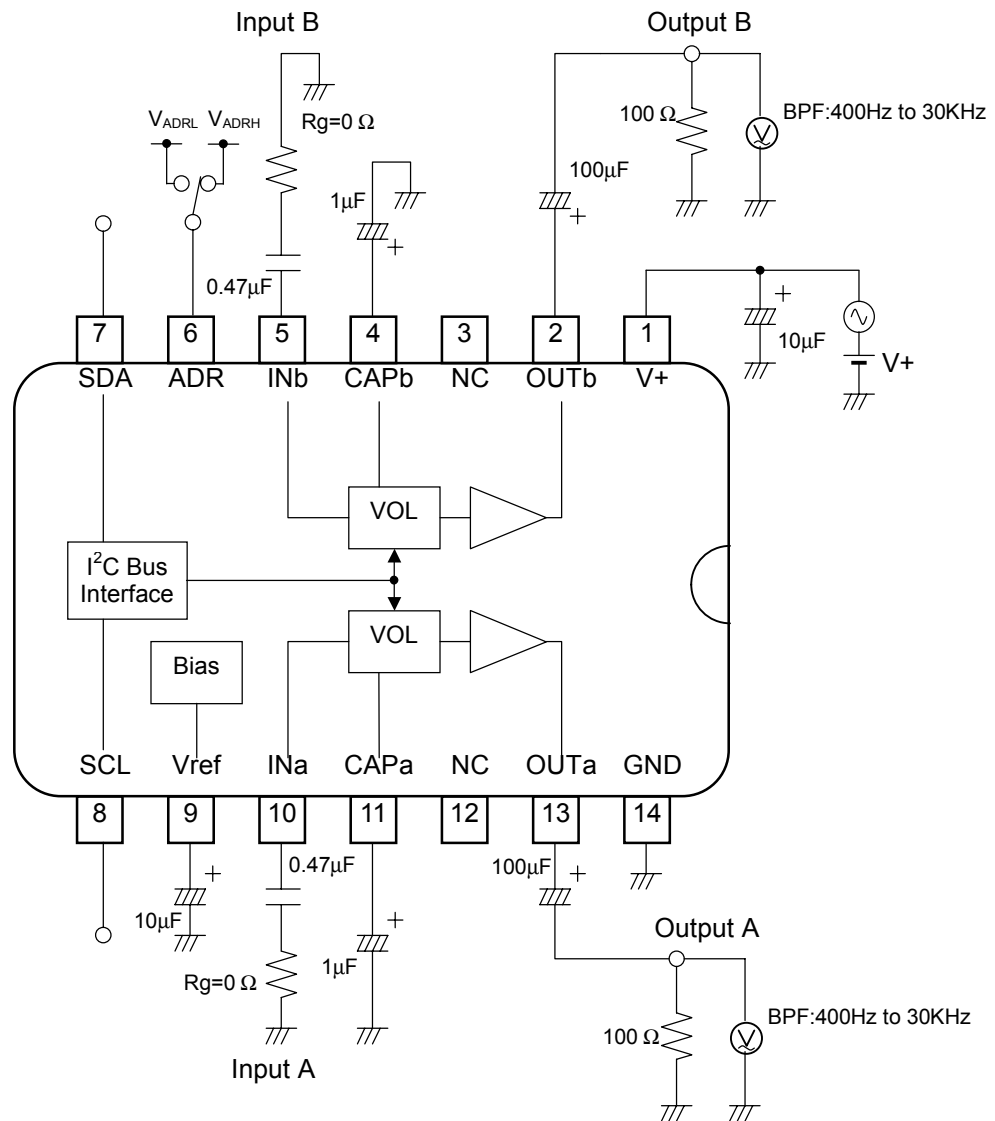 Input B
Output B
VADRL VADRH
Rg=0 Ω
100 Ω
BPF:400Hz to 30KHz
1µF
+
100µF
+
0.47µF
+
10µF
V+
7 6 5 4 3 2 1
SDA ADR INb CAPb NC OUTb V+
VOL
I2C Bus
Interface
VOL
Bias
SCL Vref INa CAPa NC OUTa GND
8 9 10 11 12 13 14
+
10µF
0.47µF
Rg=0 Ω
+
1µF
100µF
+
Input A
Output A
100 Ω
V
BPF:400Hz to 30KHz
V